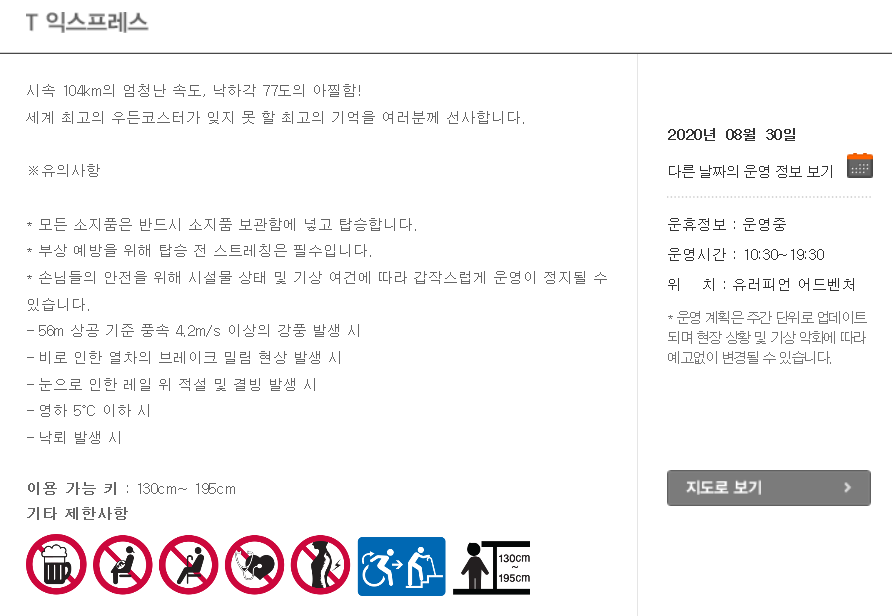 T 익스프레스
시속 104km의 엄청난 속도, 낙하각 77도의 아찔함!
세계 최고의 우든코스터가 잊지 못 할 최고의 기억을 여러분께 선사합니다.
※유의사항
* 모든 소지품은 반드시 소지품 보관함에 넣고 탑승합니다.
* 부상 예방을 위해 탑승 전 스트레칭은 필수입니다.
* 손님들의 안전을 위해 시설물 상태 및 기상 여건에 따라 갑작스럽게 운영이 정지될 수
있습니다.
- 56m 상공 기준 풍속 4.2m/s 이상의 강풍 발생 시
- 비로 인한 열차의 브레이크 밀림 현상 발생 시
- 눈으로 인한 레일 위 적설 및 결빙 발생 시
- 영하 5℃ 이하 시
- 낙뢰 발생 시
이용 가능 키 : 130cm~ 195cm
기타 제한사항
130cm
~
195cm
2020년 08월 30일
다른 날짜의 운영 정보 보기
운휴정보 : 운영중
운영시간 : 10:30~19:30
위 치 : 유러피언 어드벤처
* 운영 계획은 주간 단위로 업데이트
되며 현장 상황 및 기상 악화에 따라
예고없이 변경될 수 있습니다.
지도로 보기